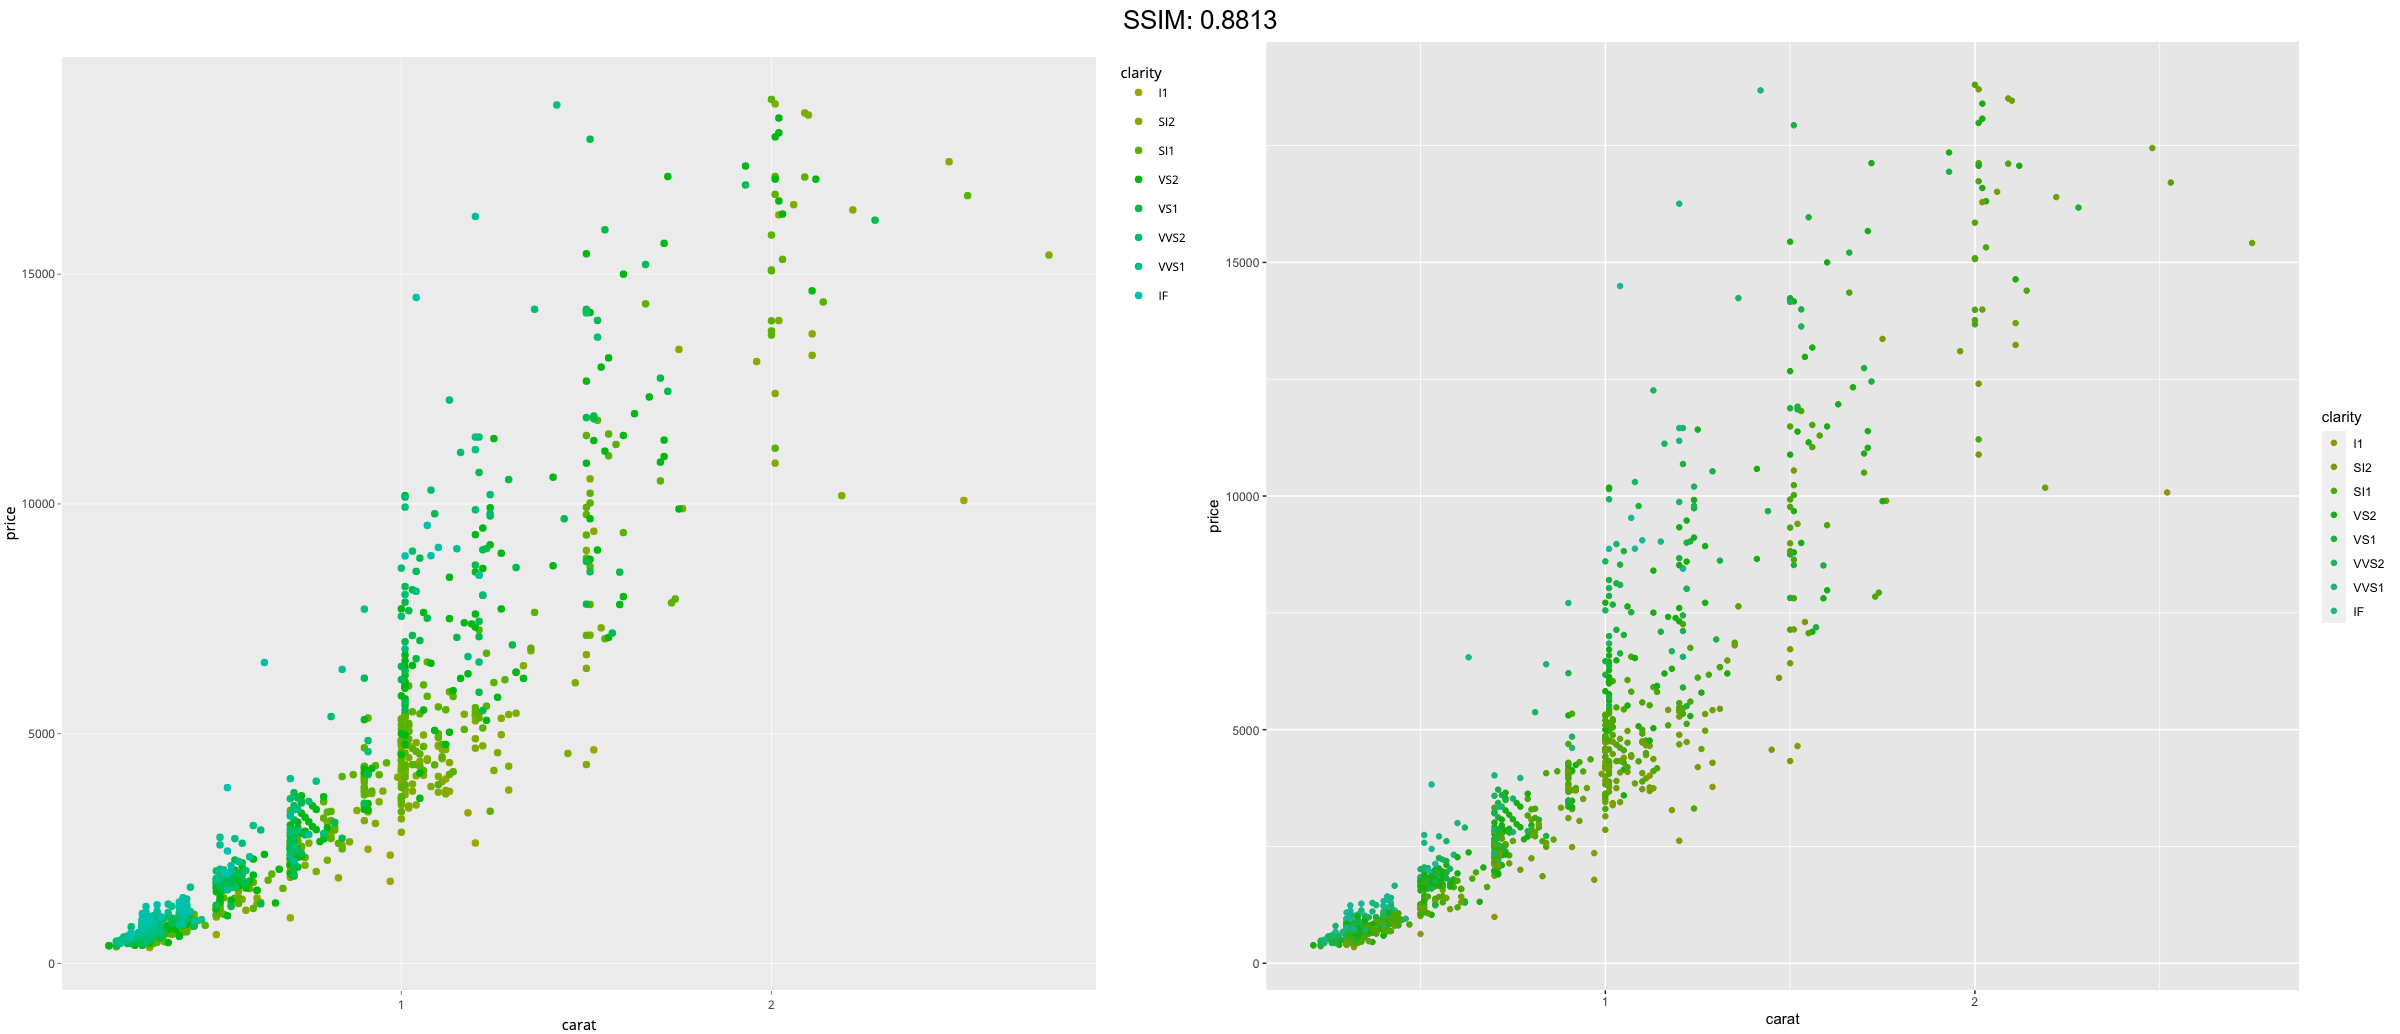 SSIM: 0.8813
price
15000
10000
5000
0
1
2
carat
clarity
I1
SI2
SI1
VS2
VS1
VVS2
VVS1
IF
price
15000
10000
5000
0
1
2
carat
clarity
I1
SI2
SI1
VS2
VS1
VVS2
VVS1
IF